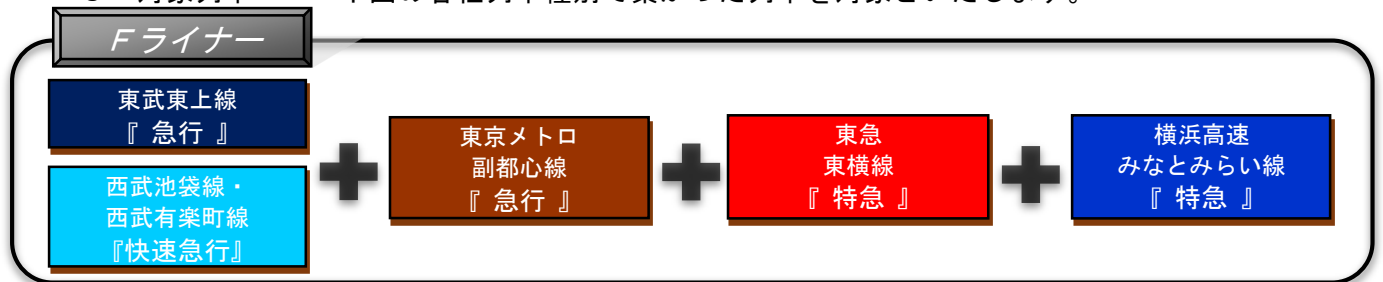 Fライナー
東武東上線
『 急行 』
西武池袋線・
西武有楽町線
『快速急行』
東京メトロ
副都心線
『 急行 』
東急
東横線
『 特急 』
横浜高速
みなとみらい線
『 特急 』